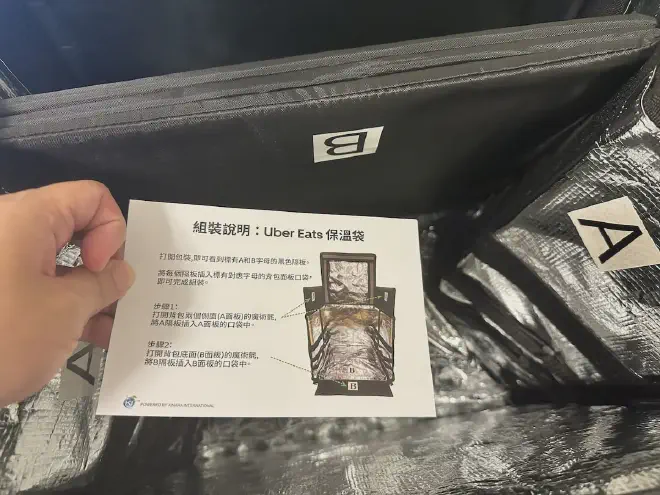 B
A
組裝說明：Uber Eats 保溫袋
打開包裝，即可看到標有A和B字母的黑色隔板。
將每個隔板插入標有對應字母的背包面板口袋，
即可完成組裝。
步驟1：
打開背包兩個側面(A面板)的魔術氈，
將A隔板插入A面板的口袋中。
步驟2：
打開背包底面(B面板)的魔術氈，
將B隔板插入B面板的口袋中。
B
B
A
POWERED BY
INTERNATIONAL